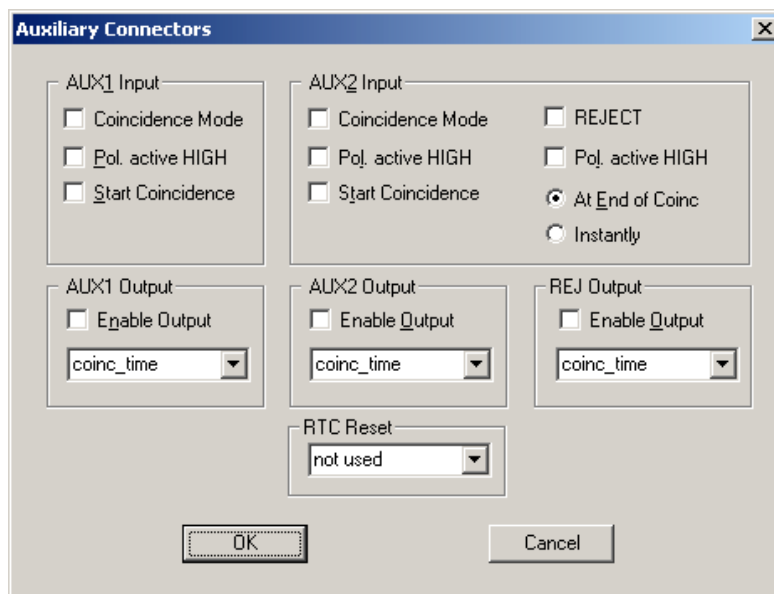 Auxiliary Connectors
AUX1 Input
Coincidence Mode
Pol. active HIGH
Start Coincidence
AUX2 Input
Coincidence Mode
Pol. active HIGH
Start Coincidence
REJECT
Pol. active HIGH
At End of Coinc
Instantly
AUX1 Output
Enable Output
coinc_time
AUX2 Output
Enable Output
coinc_time
REJ Output
Enable Output
coinc_time
RTC Reset
not used
OK
Cancel